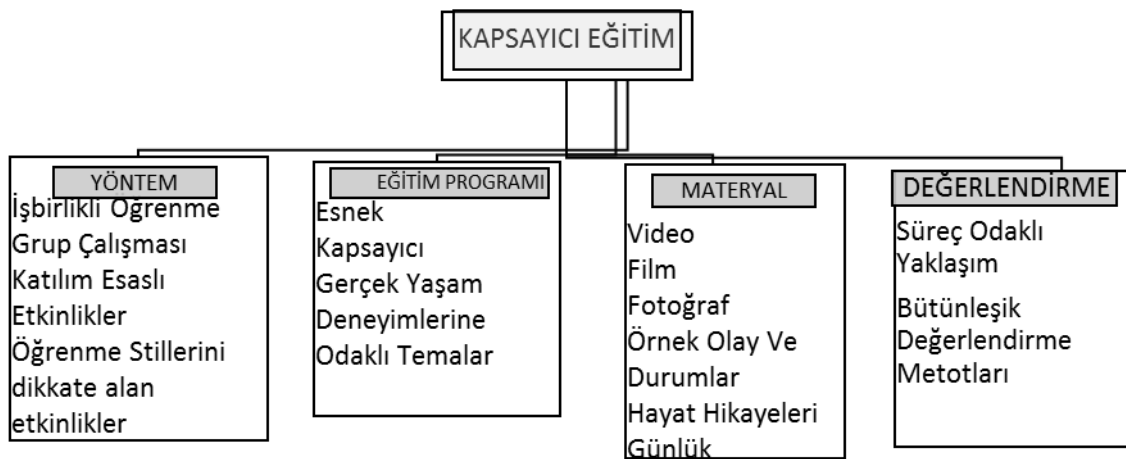 KAPSAYICI EĞİTİM
YÖNTEM
İşbirlikli Öğrenme
Grup Çalışması
Katılım Esaslı
Etkinlikler
Öğrenme Stillerini
dikkate alan
etkinlikler
EĞİTİM PROGRAMI
Esnek
Kapsayıcı
Gerçek Yaşam
Deneyimlerine
Odaklı Temalar
MATERYAL
Video
Film
Fotoğraf
Örnek Olay Ve
Durumlar
Hayat Hikayeleri
Günlük
DEĞERLENDİRME
Süreç Odaklı
Yaklaşım
Bütünleşik
Değerlendirme
Metotları